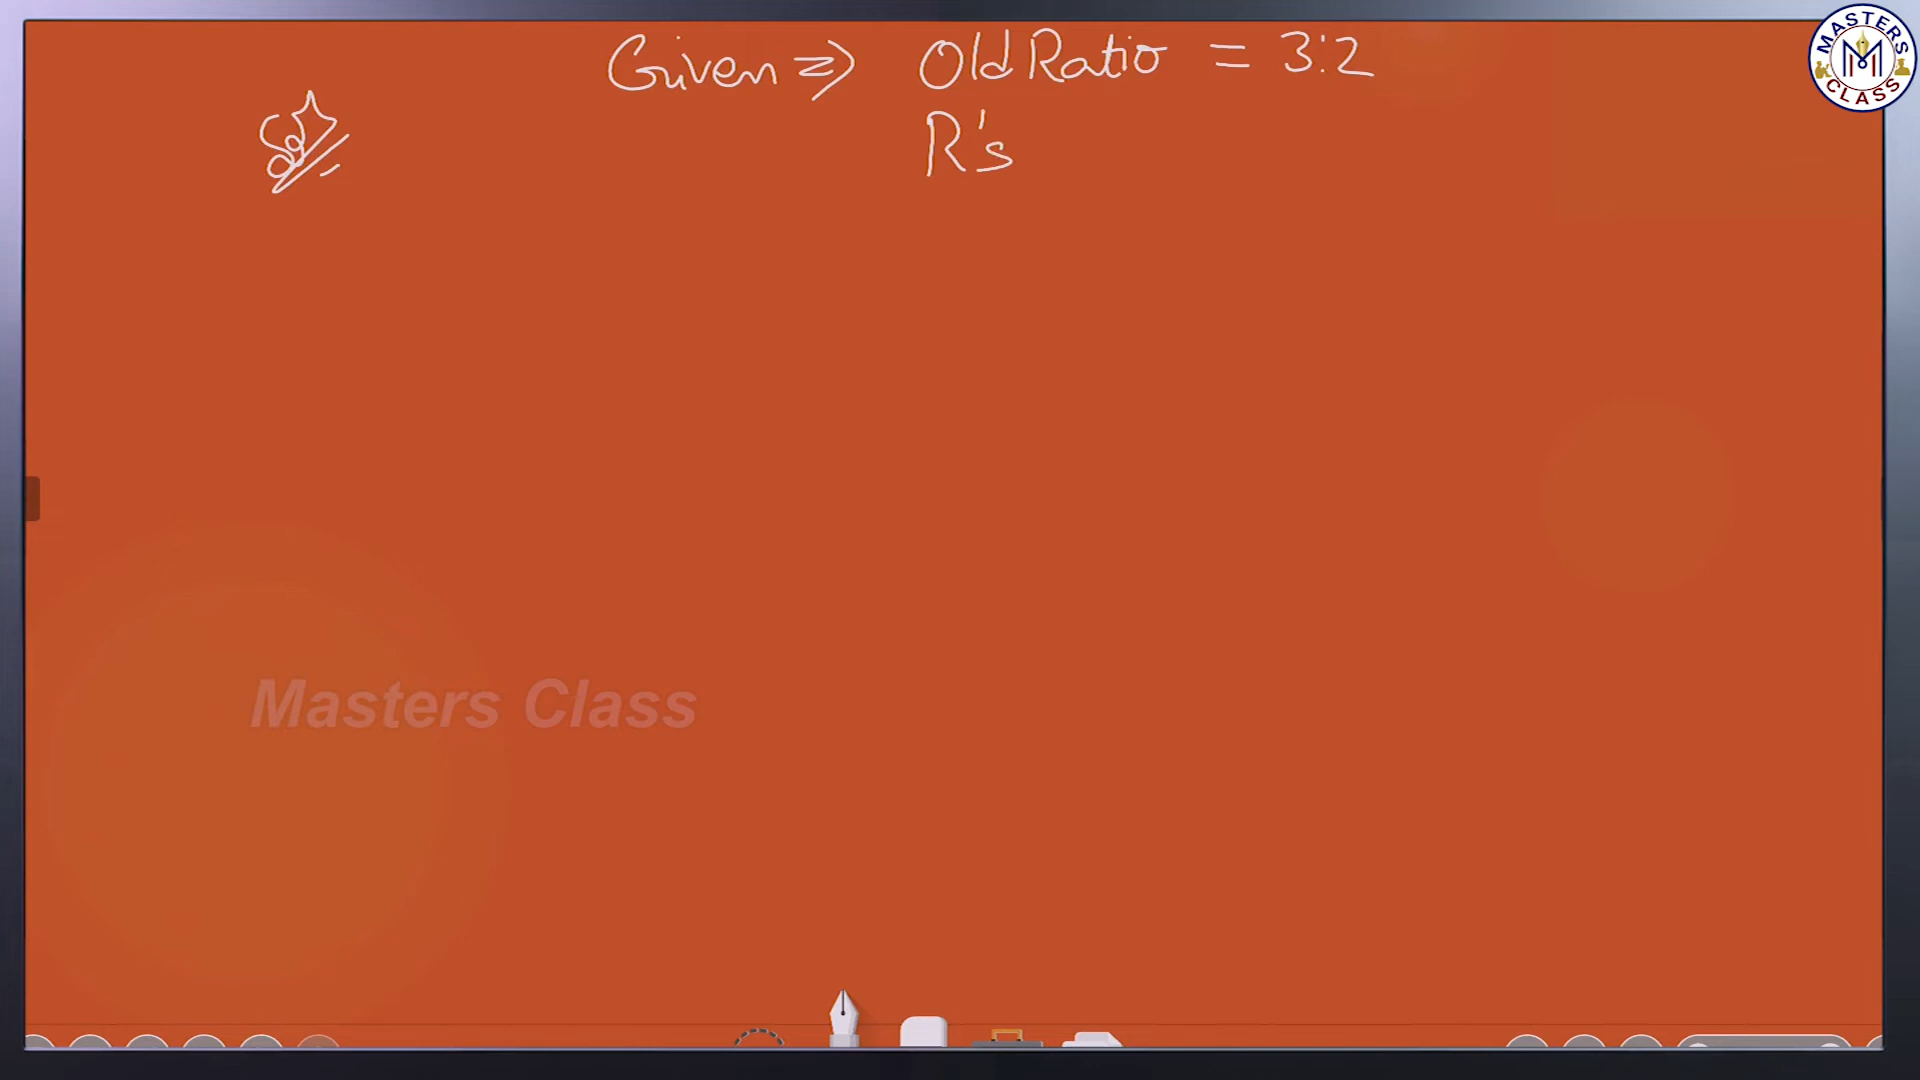 Given ⇒ Old Ratio = 3:2
Sol
R's
Masters Class
MASTERS
M
CLASS